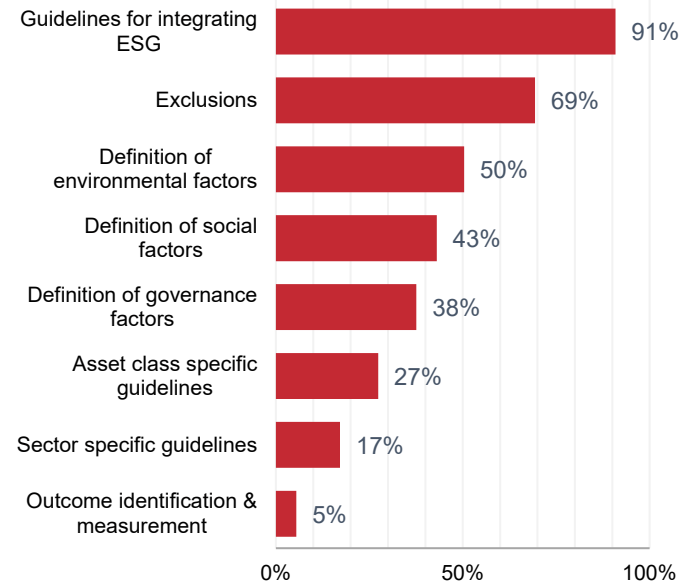 Guidelines for integrating
ESG
91%
Exclusions
69%
Definition of
environmental factors
50%
Definition of social
factors
43%
Definition of governance
factors
38%
Asset class specific
guidelines
27%
Sector specific guidelines
17%
Outcome identification &
measurement
5%
0%
50%
100%